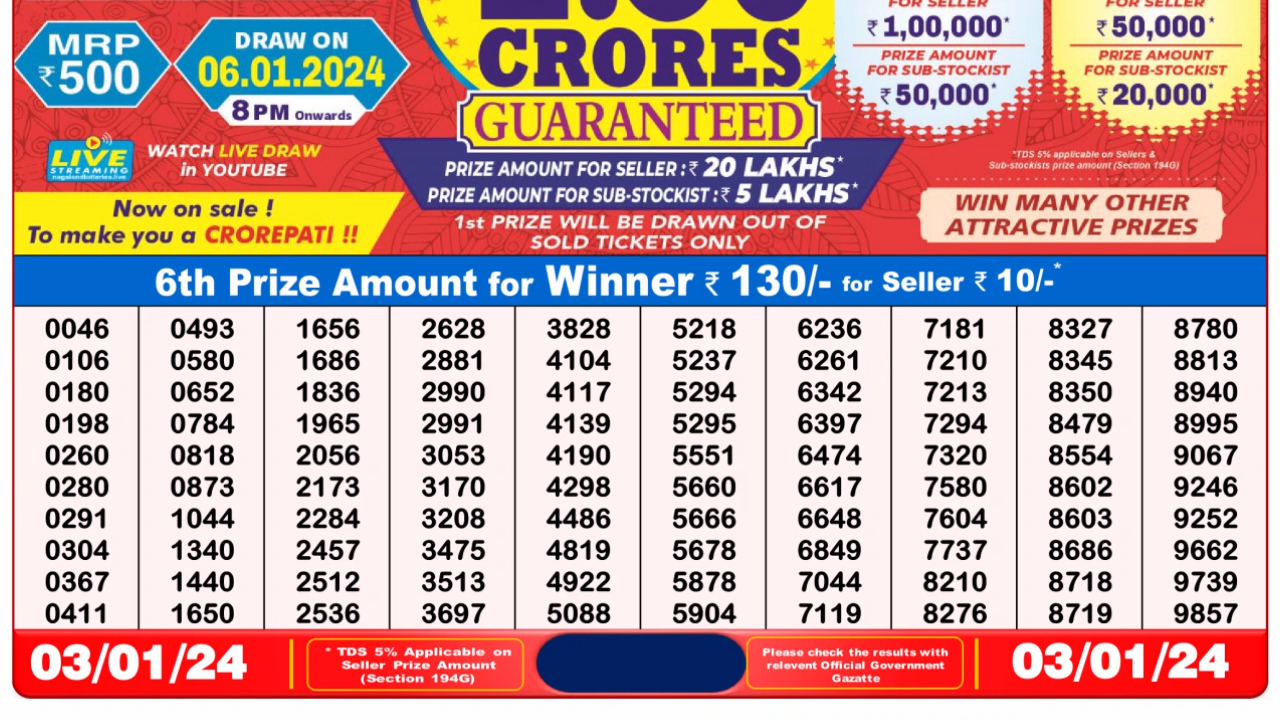 MRP
₹500
DRAW ON
06.01.2024
8 PM Onwards
LIVE
STREAMING
nagalandlotteries.live
WATCH LIVE DRAW
in YOUTUBE
Now on sale !
To make you a CROREPATI !!
CRORES
GUARANTEED
PRIZE AMOUNT FOR SELLER :₹ 20 LAKHS*
PRIZE AMOUNT FOR SUB-STOCKIST :₹ 5 LAKHS*
1st PRIZE WILL BE DRAWN OUT OF
SOLD TICKETS ONLY
FOR SELLER
₹1,00,000*
PRIZE AMOUNT
FOR SUB-STOCKIST
₹50,000*
FOR SELLER
₹50,000*
PRIZE AMOUNT
FOR SUB-STOCKIST
₹20,000*
*TDS 5% applicable on Sellers &
Sub-stockists prize amount (Section 194G)
WIN MANY OTHER
ATTRACTIVE PRIZES
6th Prize Amount for Winner ₹ 130/- for Seller ₹ 10/-*
0046 0493 1656 2628 3828 5218 6236 7181 8327 8780
0106 0580 1686 2881 4104 5237 6261 7210 8345 8813
0180 0652 1836 2990 4117 5294 6342 7213 8350 8940
0198 0784 1965 2991 4139 5295 6397 7294 8479 8995
0260 0818 2056 3053 4190 5551 6474 7320 8554 9067
0280 0873 2173 3170 4298 5660 6617 7580 8602 9246
0291 1044 2284 3208 4486 5666 6648 7604 8603 9252
0304 1340 2457 3475 4819 5678 6849 7737 8686 9662
0367 1440 2512 3513 4922 5878 7044 8210 8718 9739
0411 1650 2536 3697 5088 5904 7119 8276 8719 9857
03/01/24
* TDS 5% Applicable on
Seller Prize Amount
(Section 194G)
Please check the results with
relevent Official Government
Gazatte
03/01/24